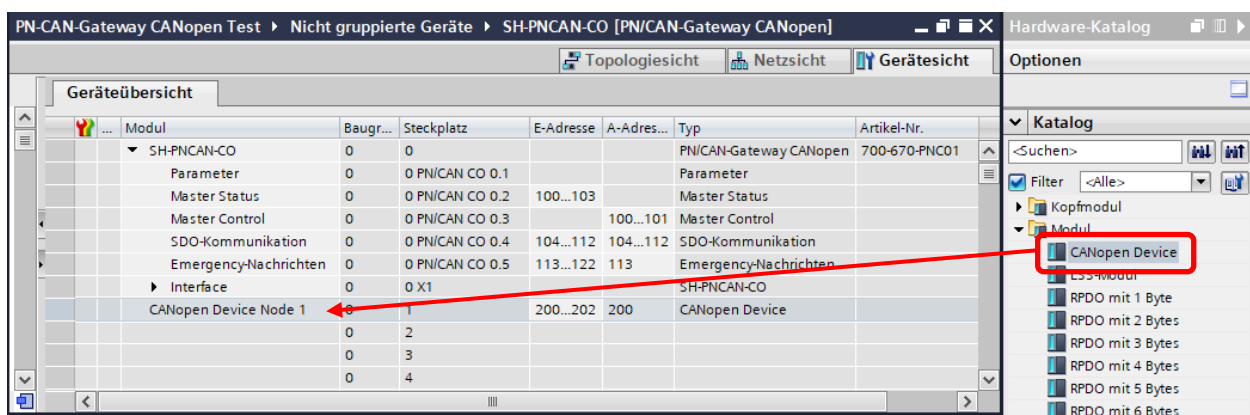 PN-CAN-Gateway CANopen Test ▸ Nicht gruppierte Geräte ▸ SH-PNCAN-CO [PN/CAN-Gateway CANopen]
Topologiesicht Netzsicht Gerätesicht
Geräteübersicht
... Modul Baugr... Steckplatz E-Adresse A-Adres... Typ Artikel-Nr.
SH-PNCAN-CO 0 0 PN/CAN-Gateway CANopen 700-670-PNC01
Parameter 0 0 PN/CAN CO 0.1 Parameter
Master Status 0 0 PN/CAN CO 0.2 100...103 Master Status
Master Control 0 0 PN/CAN CO 0.3 100...101 Master Control
SDO-Kommunikation 0 0 PN/CAN CO 0.4 104...112 104...112 SDO-Kommunikation
Emergency-Nachrichten 0 0 PN/CAN CO 0.5 113...122 113 Emergency-Nachrichten
Interface 0 0 X1 SH-PNCAN-CO
CANopen Device Node 1 0 1 200...202 200 CANopen Device
0 2
0 3
0 4
Hardware-Katalog
Optionen
Katalog
<Suchen>
Filter <Alle>
Kopfmodul
Modul
CANopen Device
ESS-Modul
RPDO mit 1 Byte
RPDO mit 2 Bytes
RPDO mit 3 Bytes
RPDO mit 4 Bytes
RPDO mit 5 Bytes
RPDO mit 6 Bytes